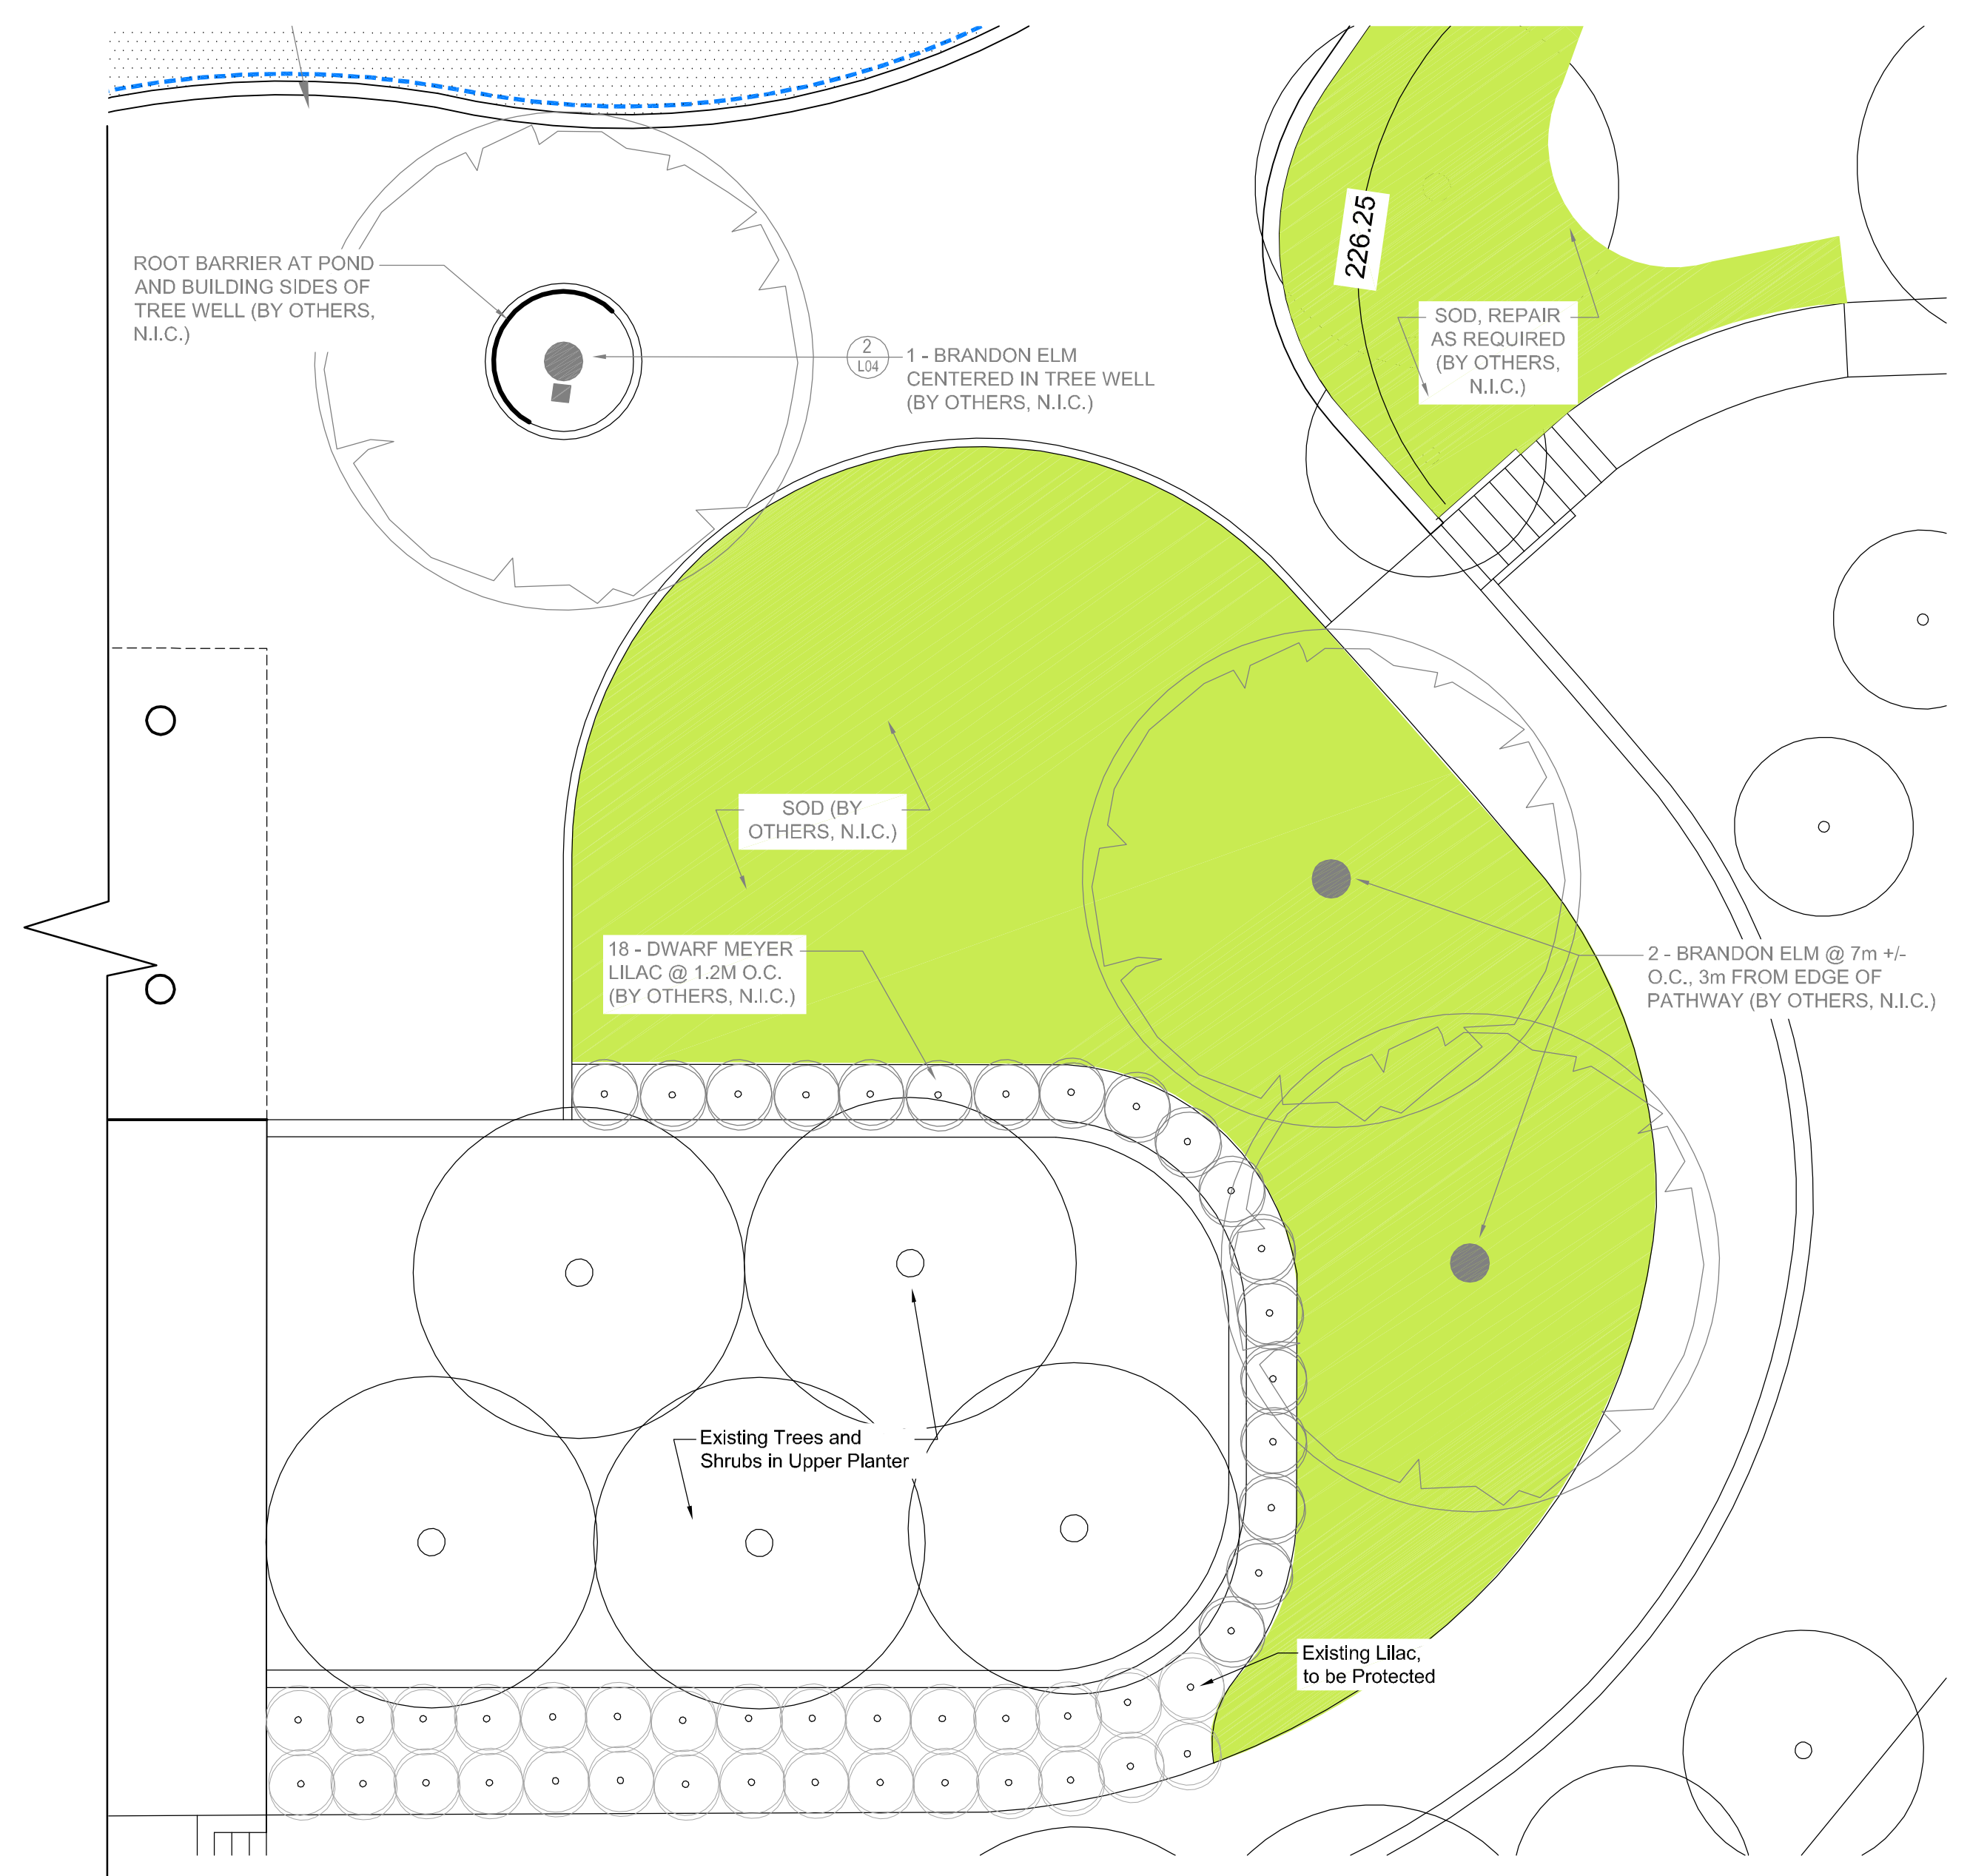 ROOT BARRIER AT POND
AND BUILDING SIDES OF
TREE WELL (BY OTHERS,
N.I.C.)
2
L04
1 - BRANDON ELM
CENTERED IN TREE WELL
(BY OTHERS, N.I.C.)
226.25
SOD, REPAIR
AS REQUIRED
(BY OTHERS,
N.I.C.)
SOD (BY
OTHERS, N.I.C.)
18 - DWARF MEYER
LILAC @ 1.2M O.C.
(BY OTHERS, N.I.C.)
2 - BRANDON ELM @ 7m +/-
O.C., 3m FROM EDGE OF
PATHWAY (BY OTHERS, N.I.C.)
Existing Trees and
Shrubs in Upper Planter
Existing Lilac,
to be Protected